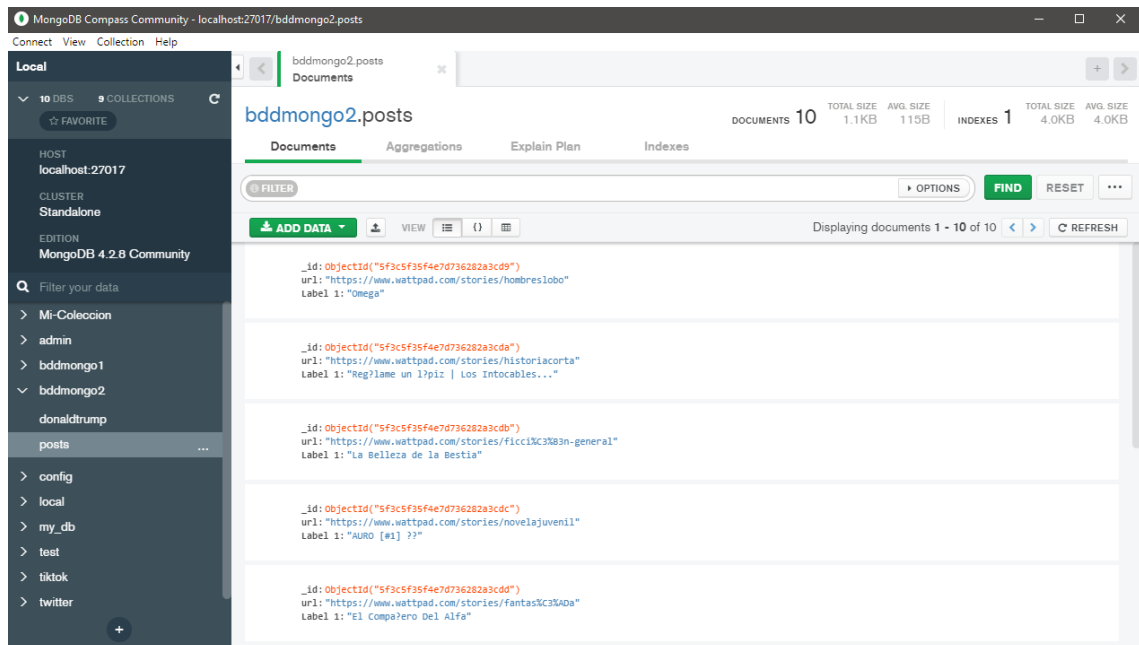 MongoDB Compass Community - localhost:27017/bddmongo2.posts
Connect View Collection Help
Local
10 DBS 9 COLLECTIONS
☆ FAVORITE
HOST
localhost:27017
CLUSTER
Standalone
EDITION
MongoDB 4.2.8 Community
Filter your data
Mi-Coleccion
admin
bddmongo1
bddmongo2
donaldtrump
posts ...
config
local
my_db
test
tiktok
twitter
bddmongo2.posts
Documents
bddmongo2.posts
DOCUMENTS 10 TOTAL SIZE 1.1KB AVG. SIZE 115B INDEXES 1 TOTAL SIZE 4.0KB AVG. SIZE 4.0KB
Documents Aggregations Explain Plan Indexes
FILTER OPTIONS FIND RESET ...
ADD DATA VIEW {} Displaying documents 1 - 10 of 10 < > REFRESH
_id: ObjectId("5f3c5f35f4e7d736282a3cd9")
url: "https://www.wattpad.com/stories/hombreslobo"
Label 1: "Omega"
_id: ObjectId("5f3c5f35f4e7d736282a3cda")
url: "https://www.wattpad.com/stories/historiacorta"
Label 1: "Reg?lame un l?piz | Los Intocables..."
_id: ObjectId("5f3c5f35f4e7d736282a3cdb")
url: "https://www.wattpad.com/stories/ficci%C3%B3n-general"
Label 1: "La Belleza de la Bestia"
_id: ObjectId("5f3c5f35f4e7d736282a3cdc")
url: "https://www.wattpad.com/stories/novelajuvenil"
Label 1: "AURO [#1] ??"
_id: ObjectId("5f3c5f35f4e7d736282a3cdd")
url: "https://www.wattpad.com/stories/fantas%C3%ADa"
Label 1: "El Compa?ero Del Alfa"